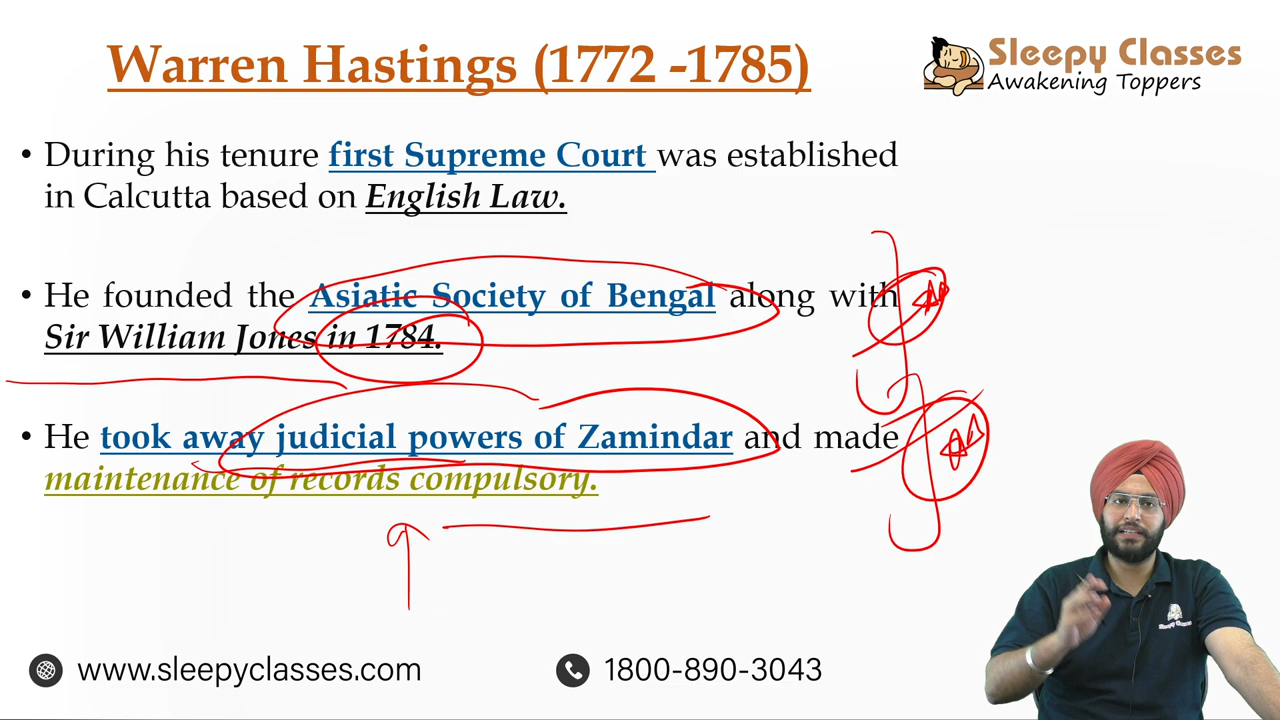 Warren Hastings (1772 -1785)
Sleepy Classes
Awakening Toppers
• During his tenure first Supreme Court was established
in Calcutta based on English Law.
• He founded the Asiatic Society of Bengal along with
Sir William Jones in 1784.
• He took away judicial powers of Zamindar and made
maintenance of records compulsory.
Sleepy Classes
www.sleepyclasses.com
1800-890-3043